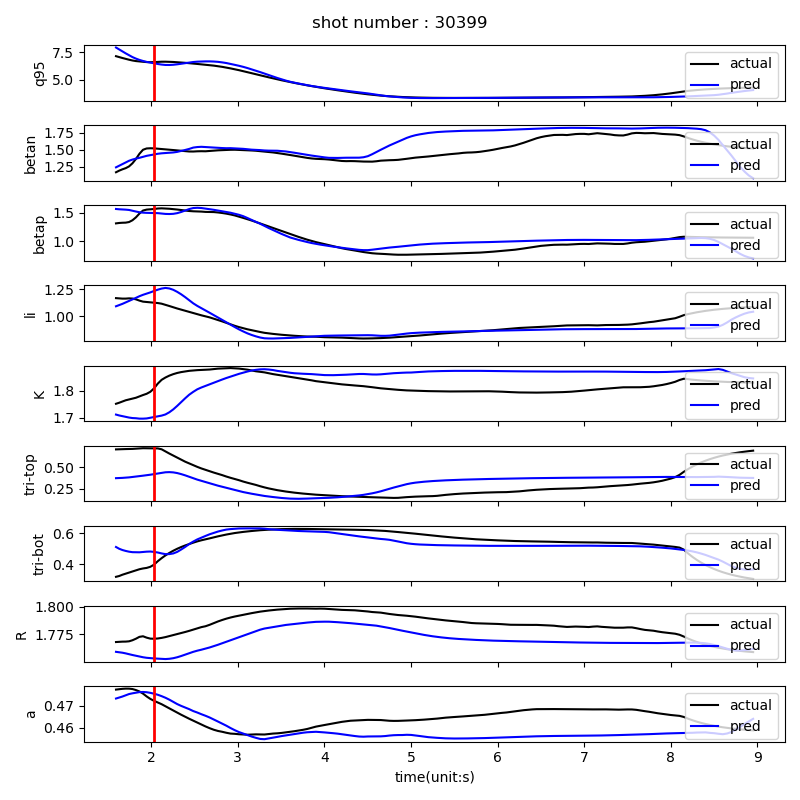 shot number : 30399
7.5
5.0
q95
actual
pred
1.75
1.50
1.25
betan
actual
pred
1.5
1.0
betap
actual
pred
1.25
1.00
li
actual
pred
1.8
1.7
K
actual
pred
0.50
0.25
tri-top
actual
pred
0.6
0.4
tri-bot
actual
pred
1.800
1.775
R
actual
pred
0.47
0.46
a
actual
pred
2 3 4 5 6 7 8 9
time(unit:s)